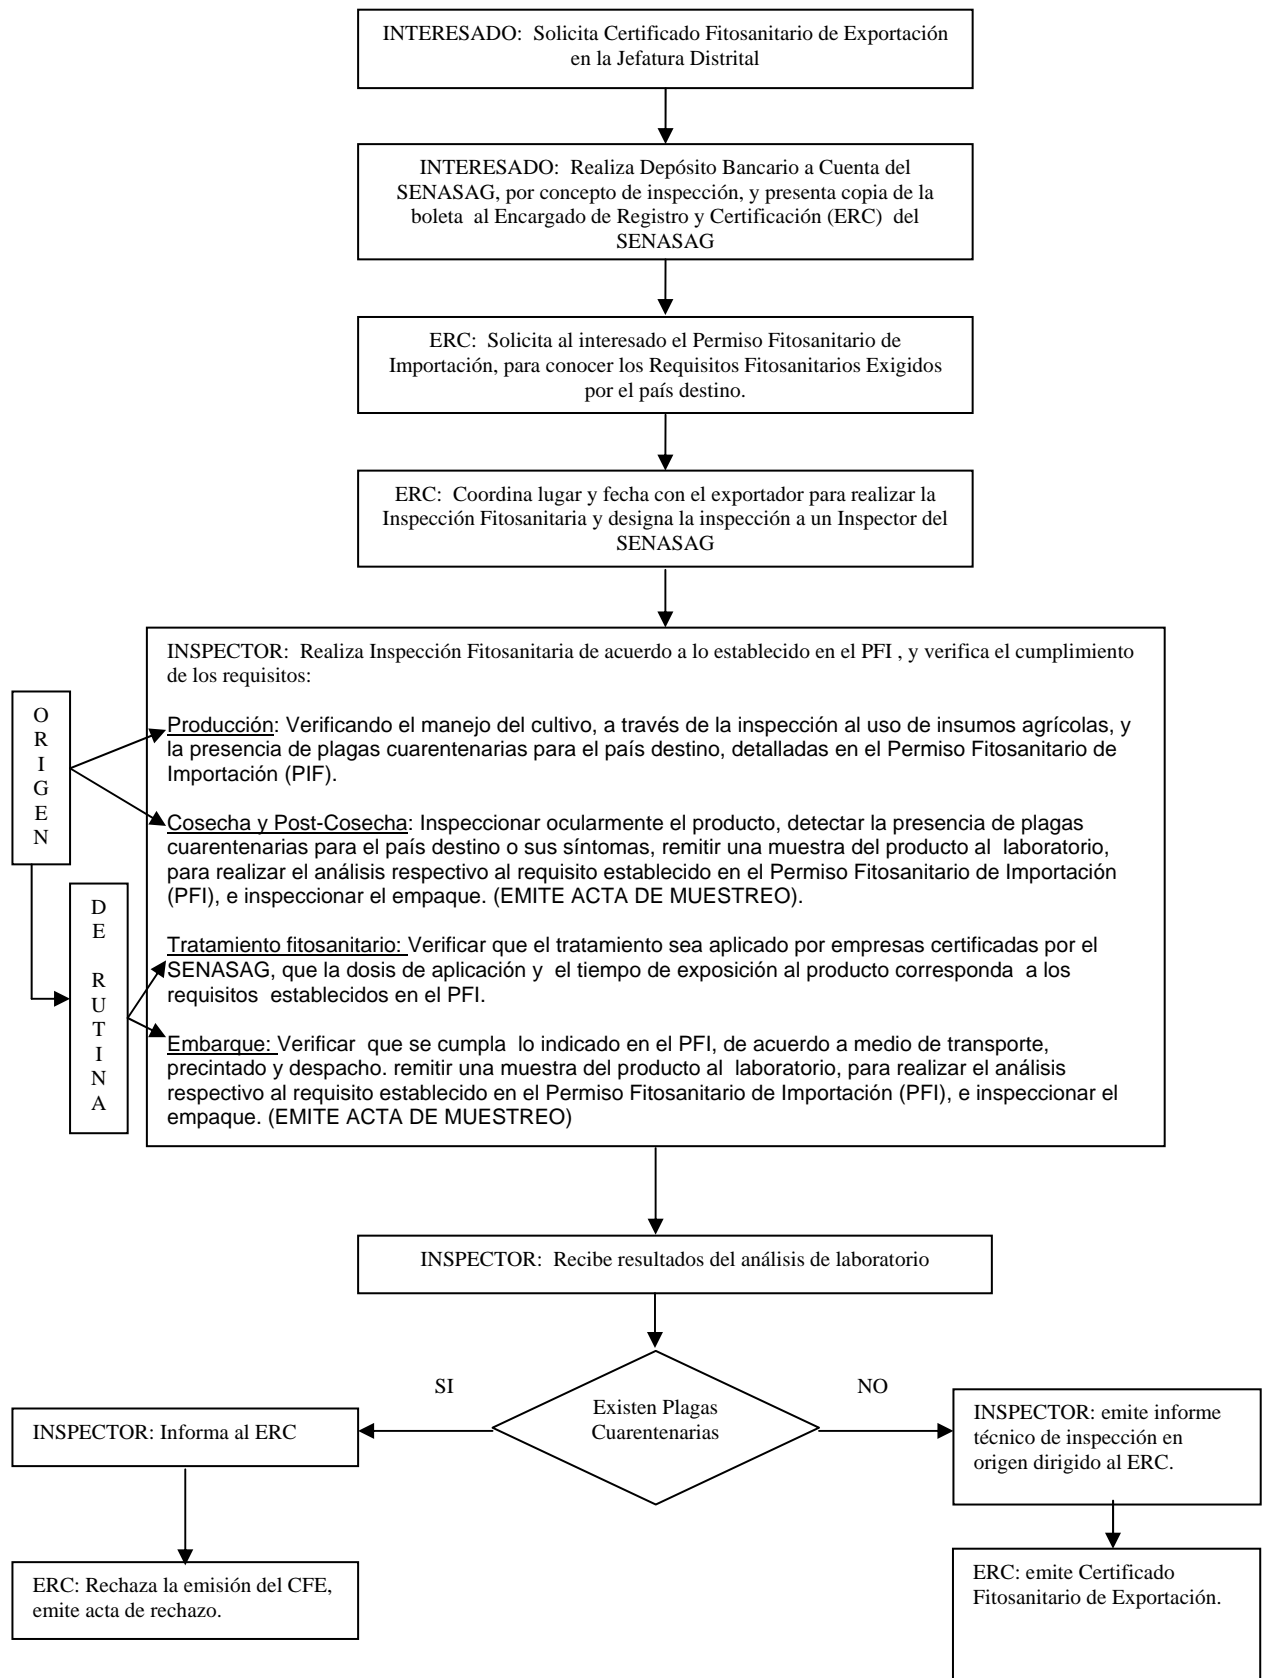 INTERESADO: Solicita Certificado Fitosanitario de Exportación
en la Jefatura Distrital
INTERESADO: Realiza Depósito Bancario a Cuenta del
SENASAG, por concepto de inspección, y presenta copia de la
boleta al Encargado de Registro y Certificación (ERC) del
SENASAG
ERC: Solicita al interesado el Permiso Fitosanitario de
Importación, para conocer los Requisitos Fitosanitarios Exigidos
por el país destino.
ERC: Coordina lugar y fecha con el exportador para realizar la
Inspección Fitosanitaria y designa la inspección a un Inspector del
SENASAG
INSPECTOR: Realiza Inspección Fitosanitaria de acuerdo a lo establecido en el PFI , y verifica el cumplimiento
de los requisitos:
O
R
I
G
E
N
Producción: Verificando el manejo del cultivo, a través de la inspección al uso de insumos agrícolas, y
la presencia de plagas cuarentenarias para el país destino, detalladas en el Permiso Fitosanitario de
Importación (PIF).
Cosecha y Post-Cosecha: Inspeccionar ocularmente el producto, detectar la presencia de plagas
cuarentenarias para el país destino o sus síntomas, remitir una muestra del producto al laboratorio,
para realizar el análisis respectivo al requisito establecido en el Permiso Fitosanitario de Importación
(PFI), e inspeccionar el empaque. (EMITE ACTA DE MUESTREO).
D
E
R
U
T
I
N
A
Tratamiento fitosanitario: Verificar que el tratamiento sea aplicado por empresas certificadas por el
SENASAG, que la dosis de aplicación y el tiempo de exposición al producto corresponda a los
requisitos establecidos en el PFI.
Embarque: Verificar que se cumpla lo indicado en el PFI, de acuerdo a medio de transporte,
precintado y despacho. remitir una muestra del producto al laboratorio, para realizar el análisis
respectivo al requisito establecido en el Permiso Fitosanitario de Importación (PFI), e inspeccionar el
empaque. (EMITE ACTA DE MUESTREO)
INSPECTOR: Recibe resultados del análisis de laboratorio
SI
NO
Existen Plagas
Cuarentenarias
INSPECTOR: Informa al ERC
INSPECTOR: emite informe
técnico de inspección en
origen dirigido al ERC.
ERC: Rechaza la emisión del CFE,
emite acta de rechazo.
ERC: emite Certificado
Fitosanitario de Exportación.